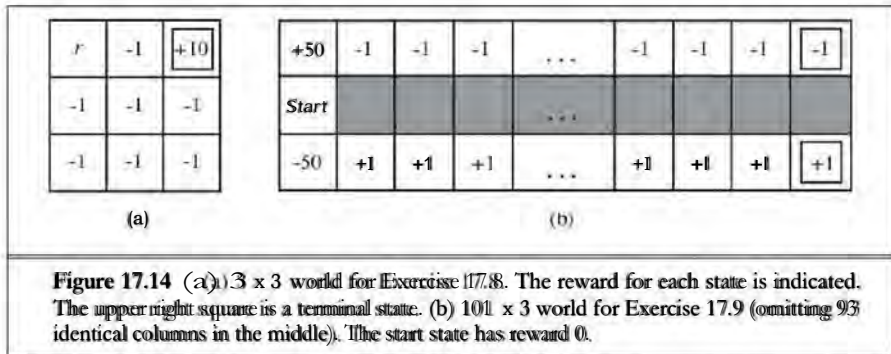 r -1 +10
-1 -1 -1
-1 -1 -1
(a)
+50 -1 -1 -1 ... -1 -1 -1 -1
Start ...
-50 +1 +1 +1 ... +1 +1 +1 +1
(b)
Figure 17.14 (a) 3 x 3 world for Exercise 17.8. The reward for each state is indicated.
The upper right square is a terminal state. (b) 101 x 3 world for Exercise 17.9 (omitting 93
identical columns in the middle). The start state has reward 0.